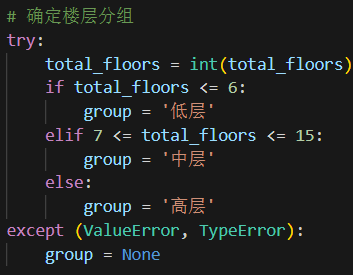 # 确定楼层分组
try:
    total_floors = int(total_floors)
    if total_floors <= 6:
        group = '低层'
    elif 7 <= total_floors <= 15:
        group = '中层'
    else:
        group = '高层'
except (ValueError, TypeError):
    group = None